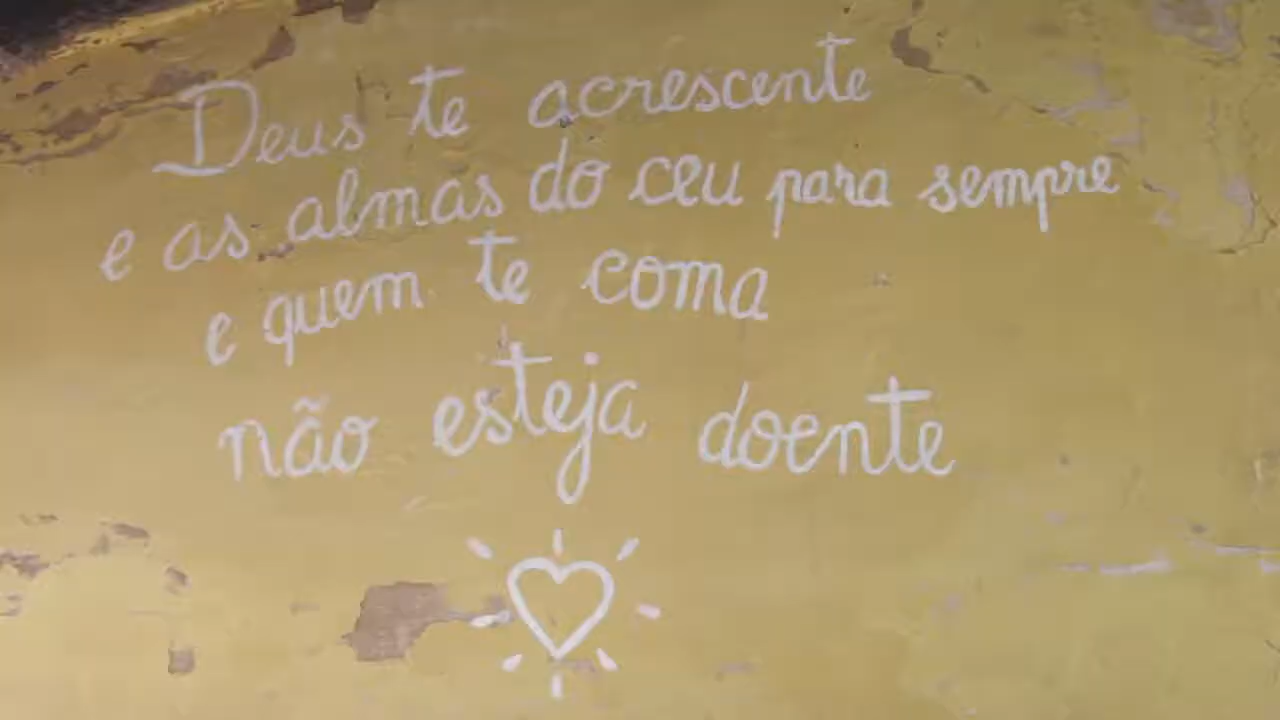 Deus te acrescente
e as almas do ceu para sempre
e quem te coma
não esteja doente